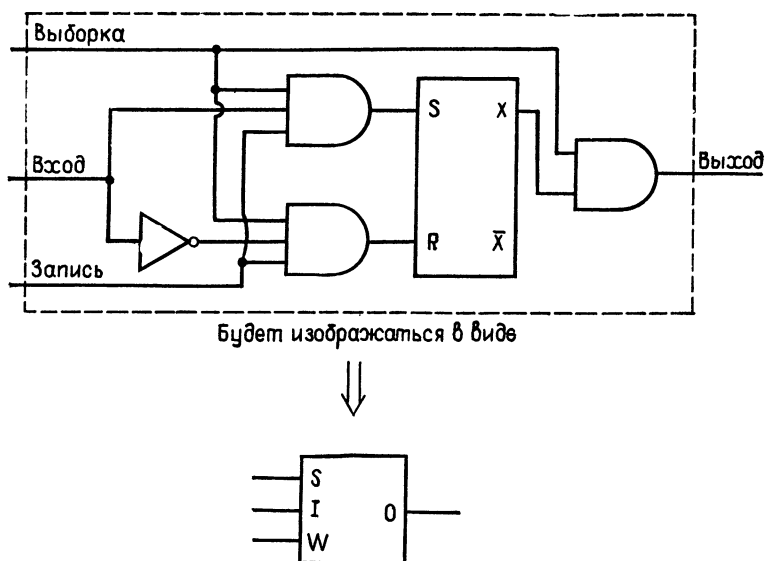 Выборка
S X
Вход
Выход
R X̅
Запись
Будет изображаться в виде
S
I O
W